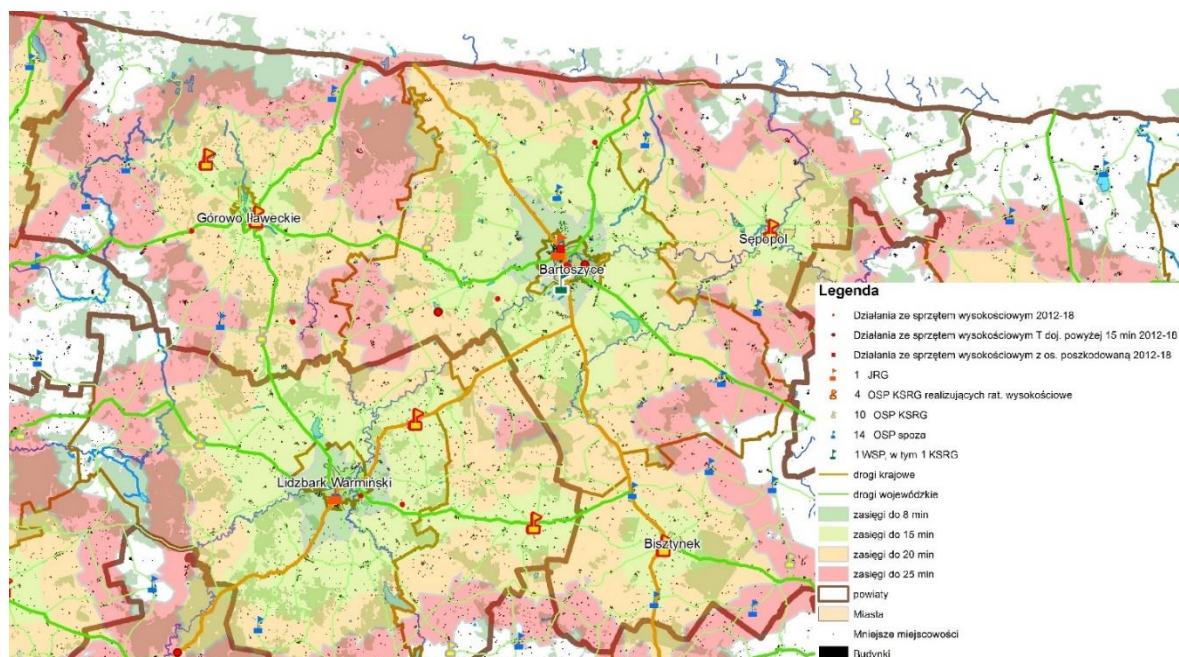 Górowo Iławeckie
Sępopol
Bartoszyce
Lidzbark Warmiński
Bisztynek
Legenda
Działania ze sprzętem wysokościowym 2012-18
Działania ze sprzętem wysokościowym T doj. powyżej 15 min 2012-16
Działania ze sprzętem wysokościowym z os. poszkodowaną 2012-18
1 JRG
4 OSP KSRG realizujących rat. wysokościowe
10 OSP KSRG
14 OSP spoza
1 WSP, w tym 1 KSRG
drogi krajowe
drogi wojewódzkie
zasięgi do 8 min
zasięgi do 15 min
zasięgi do 20 min
zasięgi do 25 min
powiaty
Miasta
Mniejsze miejscowości
Budynki